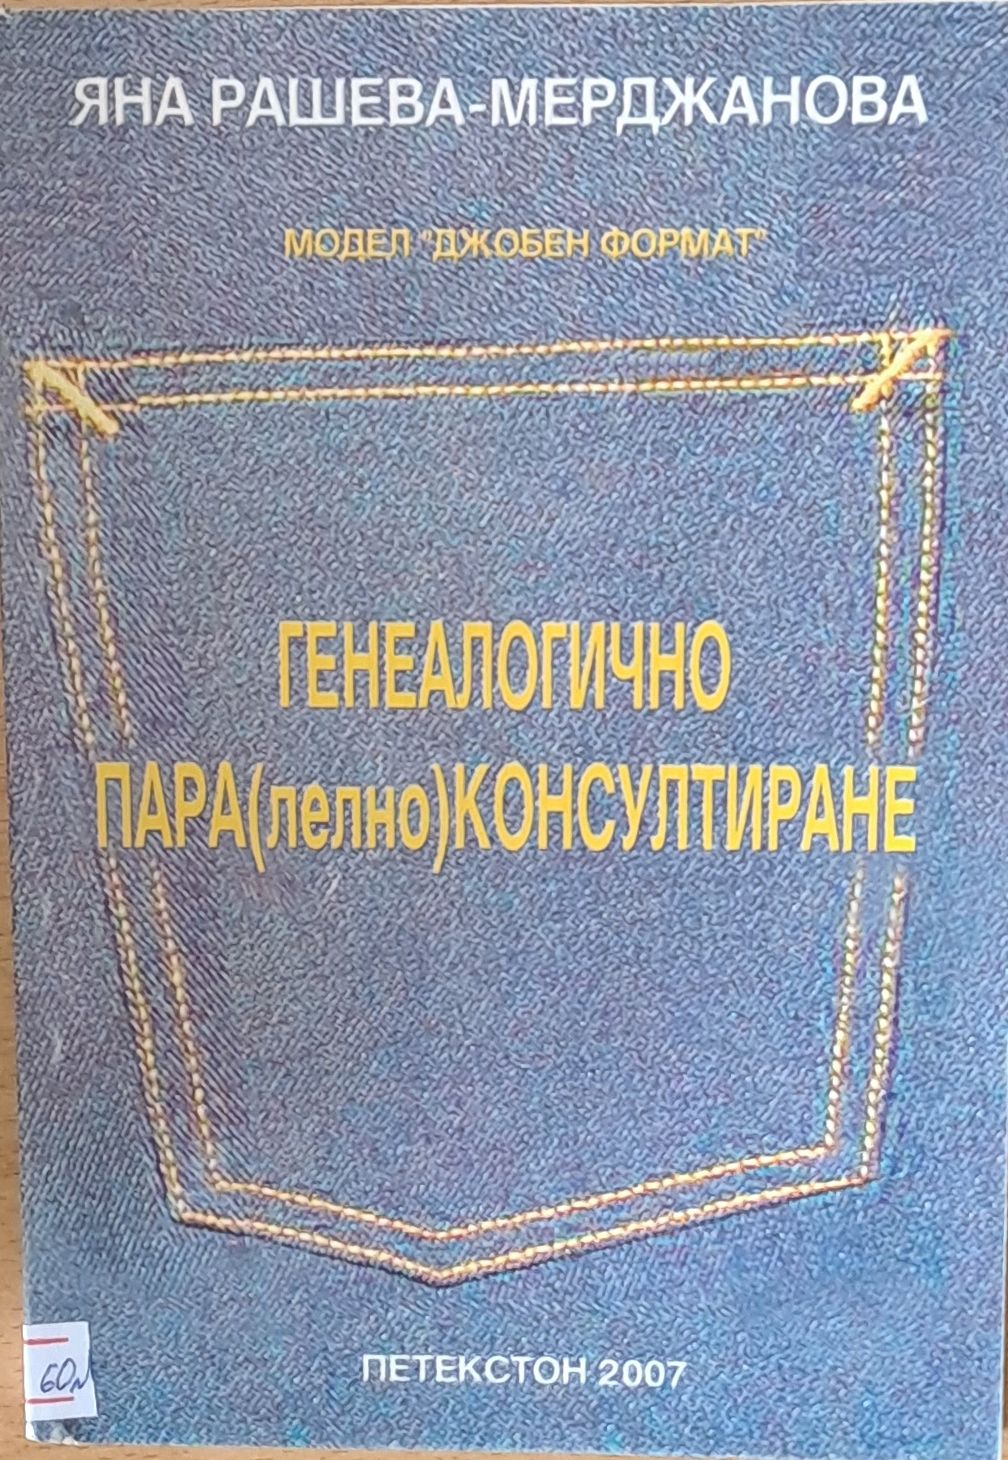 ЯНА РАШЕВА-МЕРДЖАНОВА
МОДЕЛ "ДЖОБЕН ФОРМАТ"
ГЕНЕАЛОГИЧНО
ПАРА(лелно)КОНСУЛТИРАНЕ
ПЕТЕКСТОН 2007